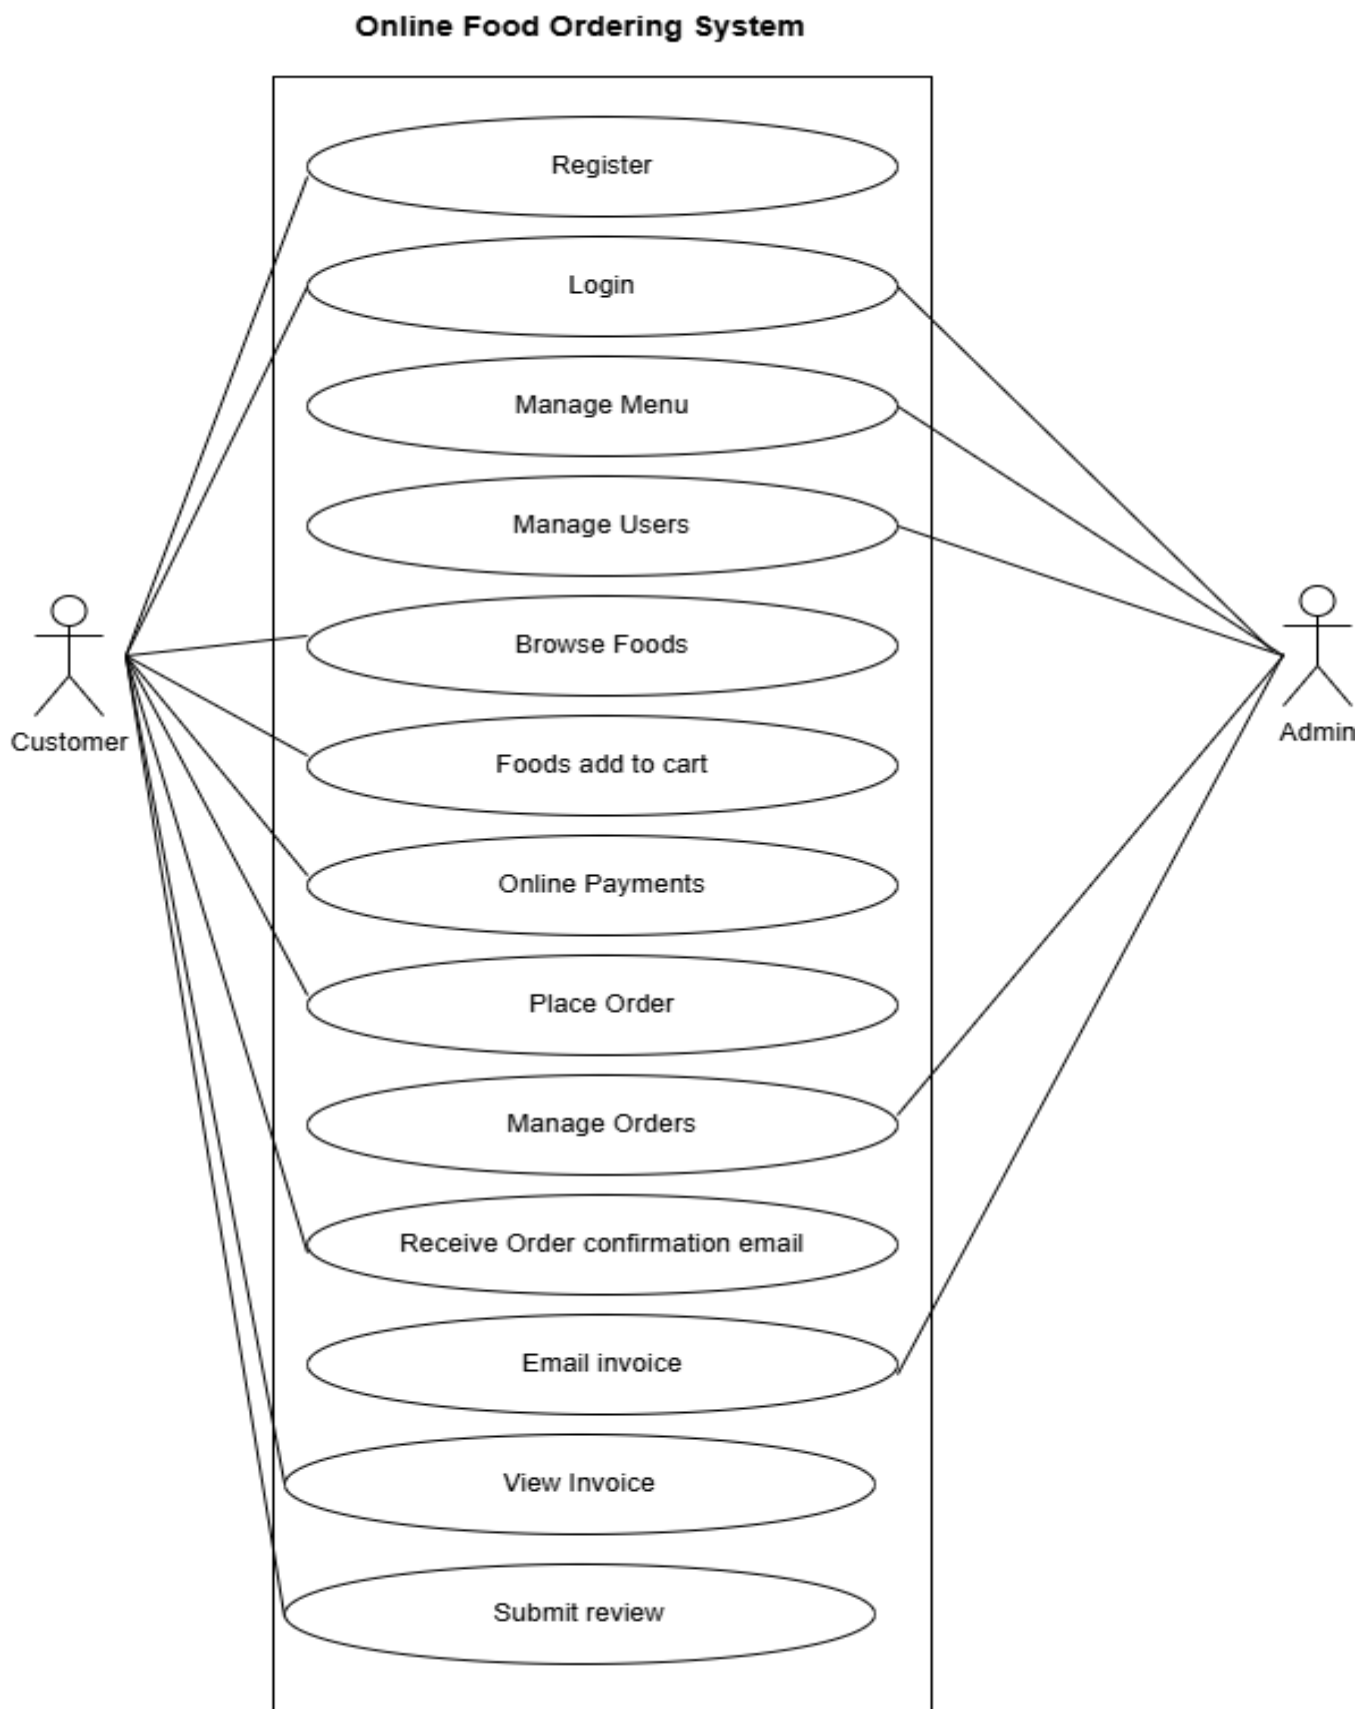 Online Food Ordering System
Register
Login
Manage Menu
Manage Users
Browse Foods
Customer
Admin
Foods add to cart
Online Payments
Place Order
Manage Orders
Receive Order confirmation email
Email invoice
View Invoice
Submit review